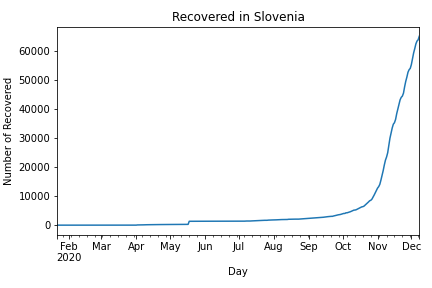 Recovered in Slovenia
Number of Recovered
60000
50000
40000
30000
20000
10000
0
Feb Mar Apr May Jun Jul Aug Sep Oct Nov Dec
2020
Day